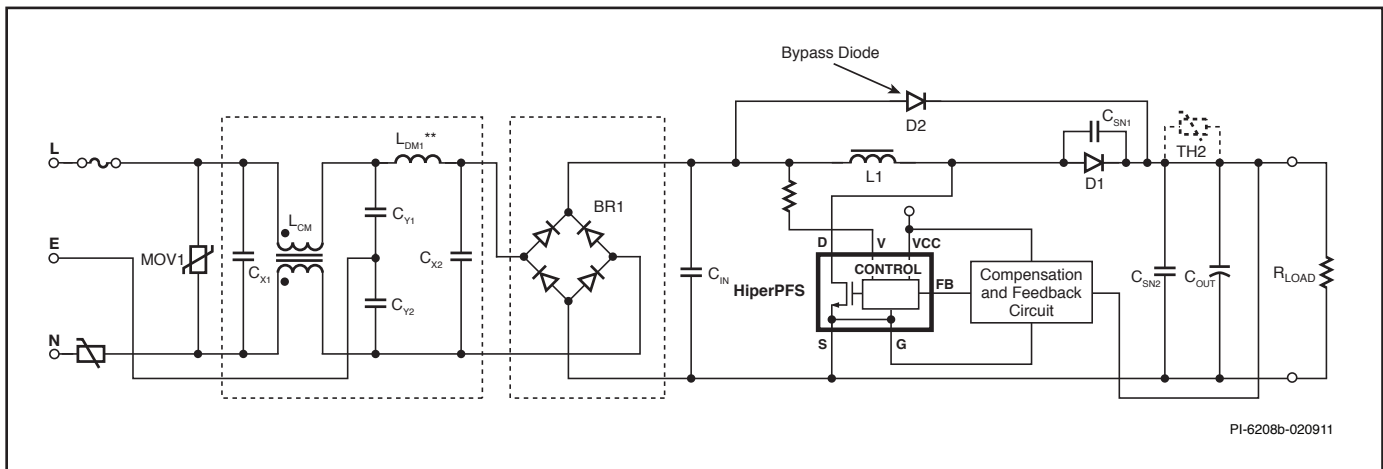 Bypass Diode
D2
CSN1
TH2
D1
L
LDM1 **
L1
LCM
CY1
BR1
E
MOV1
CX1
CX2
CY2
CIN
D
V
VCC
CONTROL
HiperPFS
FB
Compensation
and Feedback
Circuit
CSN2
COUT
RLOAD
N
S
G
PI-6208b-020911